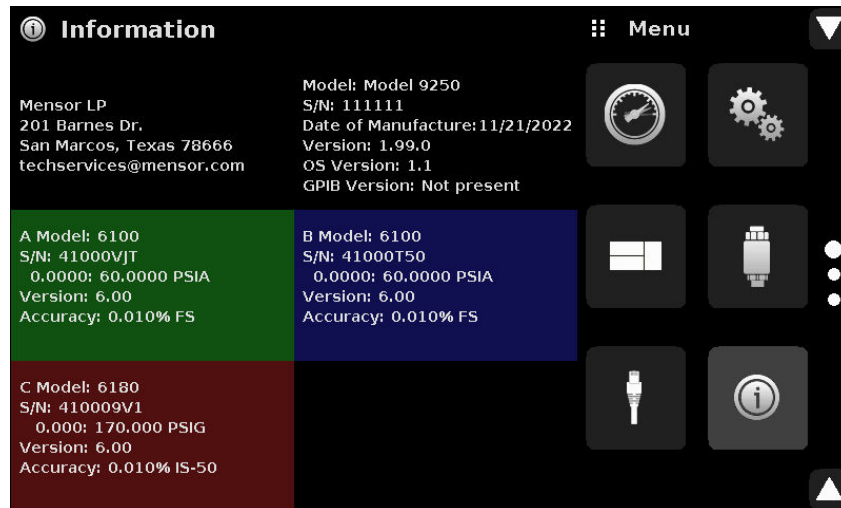 Information
Menu
Mensor LP
201 Barnes Dr.
San Marcos, Texas 78666
techservices@mensor.com
Model: Model 9250
S/N: 111111
Date of Manufacture:11/21/2022
Version: 1.99.0
OS Version: 1.1
GPIB Version: Not present
A Model: 6100
S/N: 41000VJT
0.0000: 60.0000 PSIA
Version: 6.00
Accuracy: 0.010% FS
B Model: 6100
S/N: 41000T50
0.0000: 60.0000 PSIA
Version: 6.00
Accuracy: 0.010% FS
C Model: 6180
S/N: 410009V1
0.000: 170.000 PSIG
Version: 6.00
Accuracy: 0.010% IS-50